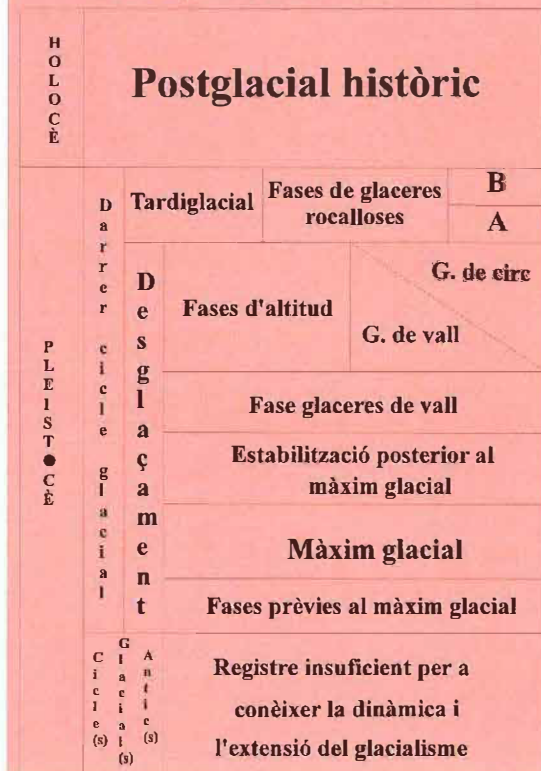 HOLOCÈ
Postglacial històric
PLEISTOCÈ
Darrer cicle glacial
Tardiglacial
Fases de glaceres
rocalloses
B
A
Desglaçament
Fases d'altitud
G. de circ
G. de vall
Fase glaceres de vall
Estabilització posterior al
màxim glacial
Màxim glacial
Fases prèvies al màxim glacial
Cicle(s)
Glacial(s)
Antic(s)
Registre insuficient per a
conèixer la dinàmica i
l'extensió del glacialisme